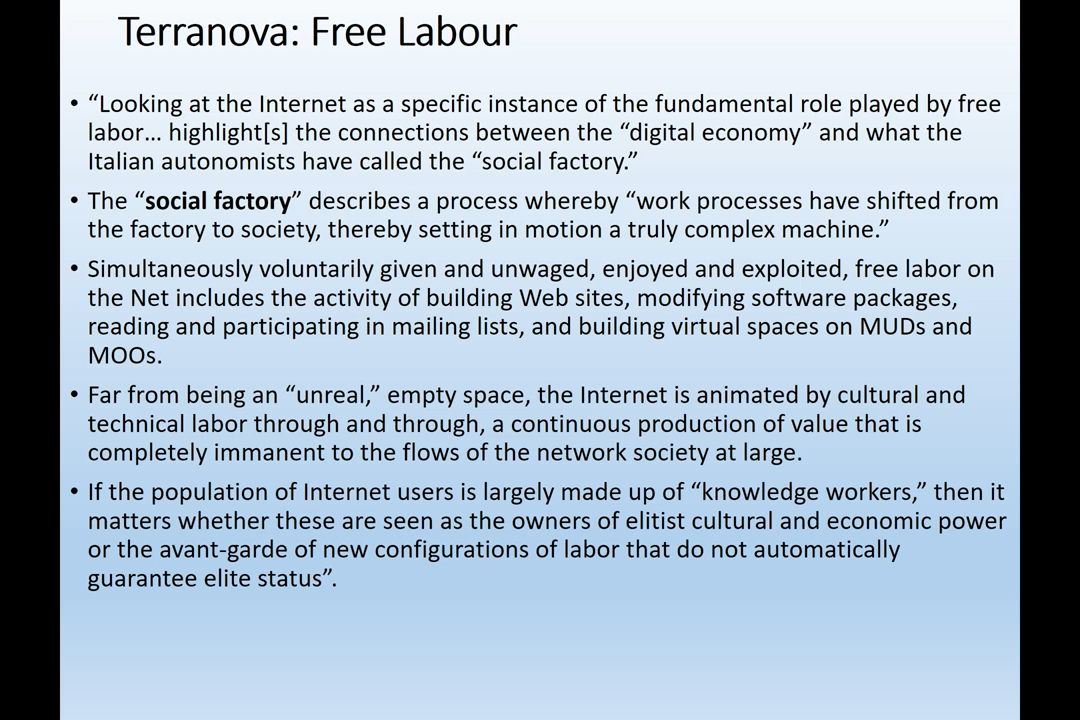 Terranova: Free Labour
• “Looking at the Internet as a specific instance of the fundamental role played by free
labor... highlight[s] the connections between the “digital economy” and what the
Italian autonomists have called the “social factory.”
• The “social factory” describes a process whereby “work processes have shifted from
the factory to society, thereby setting in motion a truly complex machine.”
• Simultaneously voluntarily given and unwaged, enjoyed and exploited, free labor on
the Net includes the activity of building Web sites, modifying software packages,
reading and participating in mailing lists, and building virtual spaces on MUDs and
MOOs.
• Far from being an “unreal,” empty space, the Internet is animated by cultural and
technical labor through and through, a continuous production of value that is
completely immanent to the flows of the network society at large.
• If the population of Internet users is largely made up of “knowledge workers,” then it
matters whether these are seen as the owners of elitist cultural and economic power
or the avant-garde of new configurations of labor that do not automatically
guarantee elite status”.